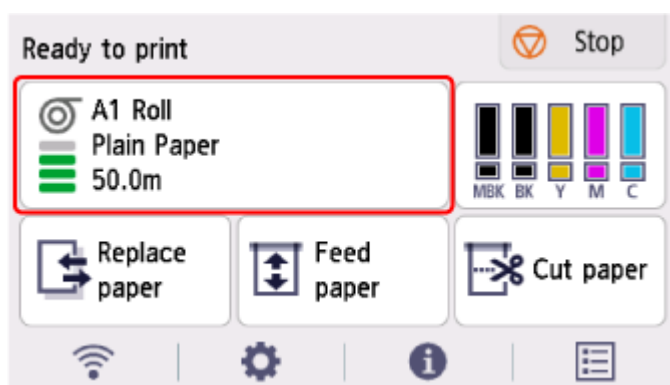 Ready to print
Stop
A1 Roll
Plain Paper
50.0m
MBK BK Y M C
Replace
paper
Feed
paper
Cut paper